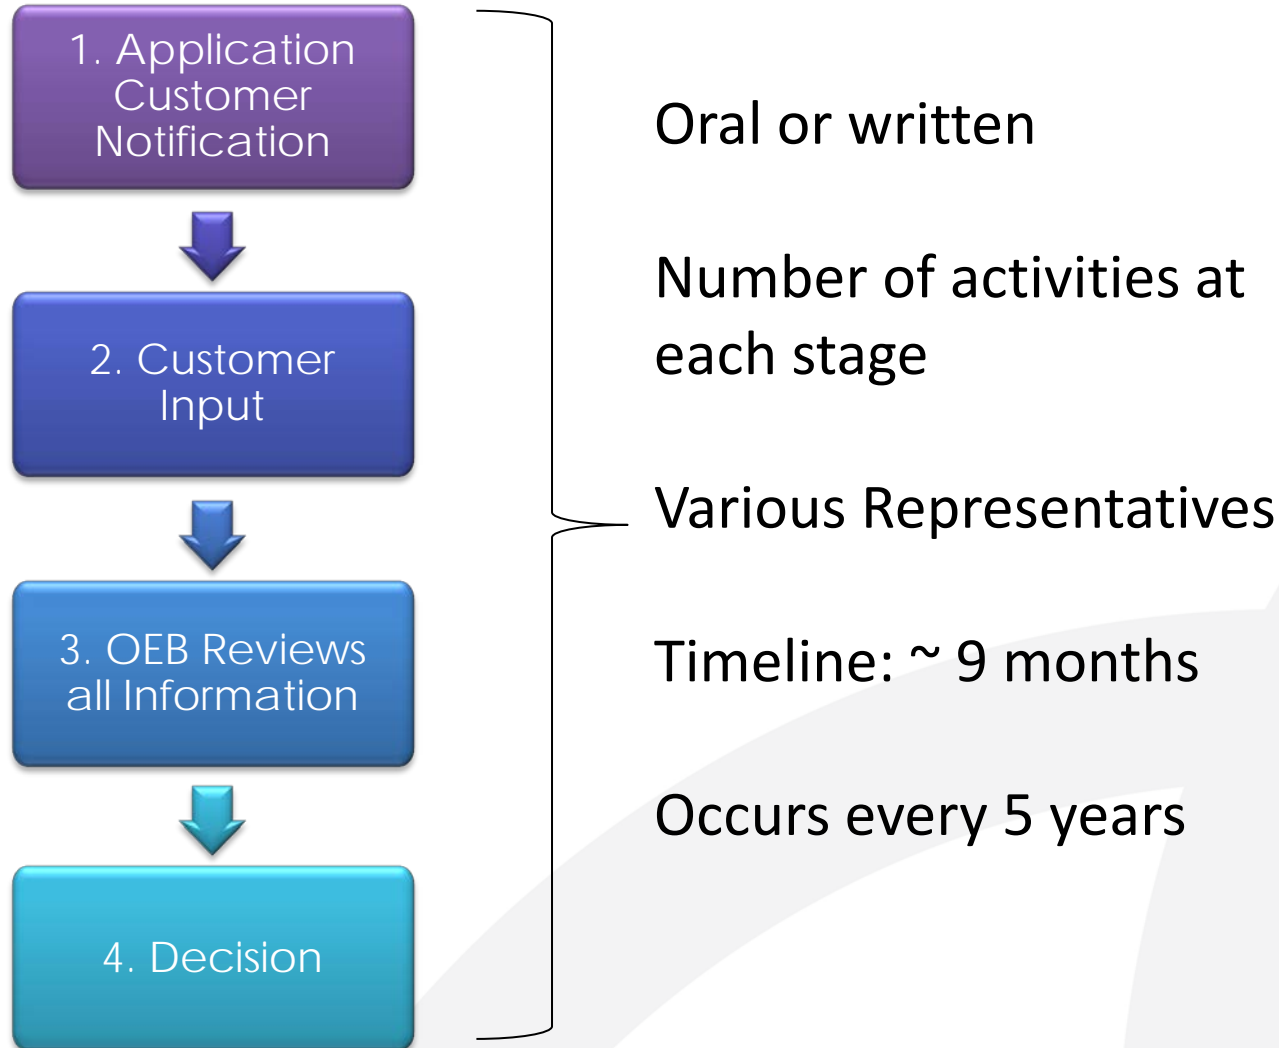 1. Application
Customer
Notification
2. Customer
Input
3. OEB Reviews
all Information
4. Decision
Oral or written
Number of activities at
each stage
Various Representatives
Timeline: ~ 9 months
Occurs every 5 years